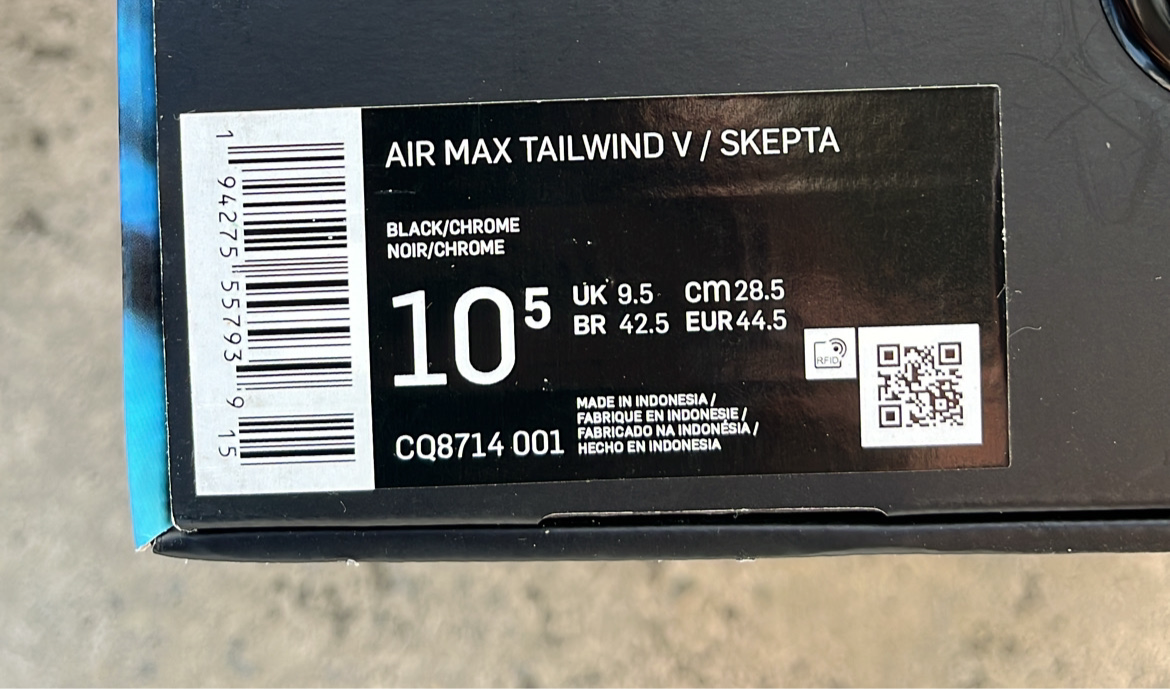 1 94275 55793 9 15
AIR MAX TAILWIND V / SKEPTA
BLACK/CHROME
NOIR/CHROME
10 5
UK 9.5 cm 28.5
BR 42.5 EUR 44.5
RFID
MADE IN INDONESIA /
FABRIQUE EN INDONESIE /
FABRICADO NA INDONÉSIA /
HECHO EN INDONESIA
CQ8714 001